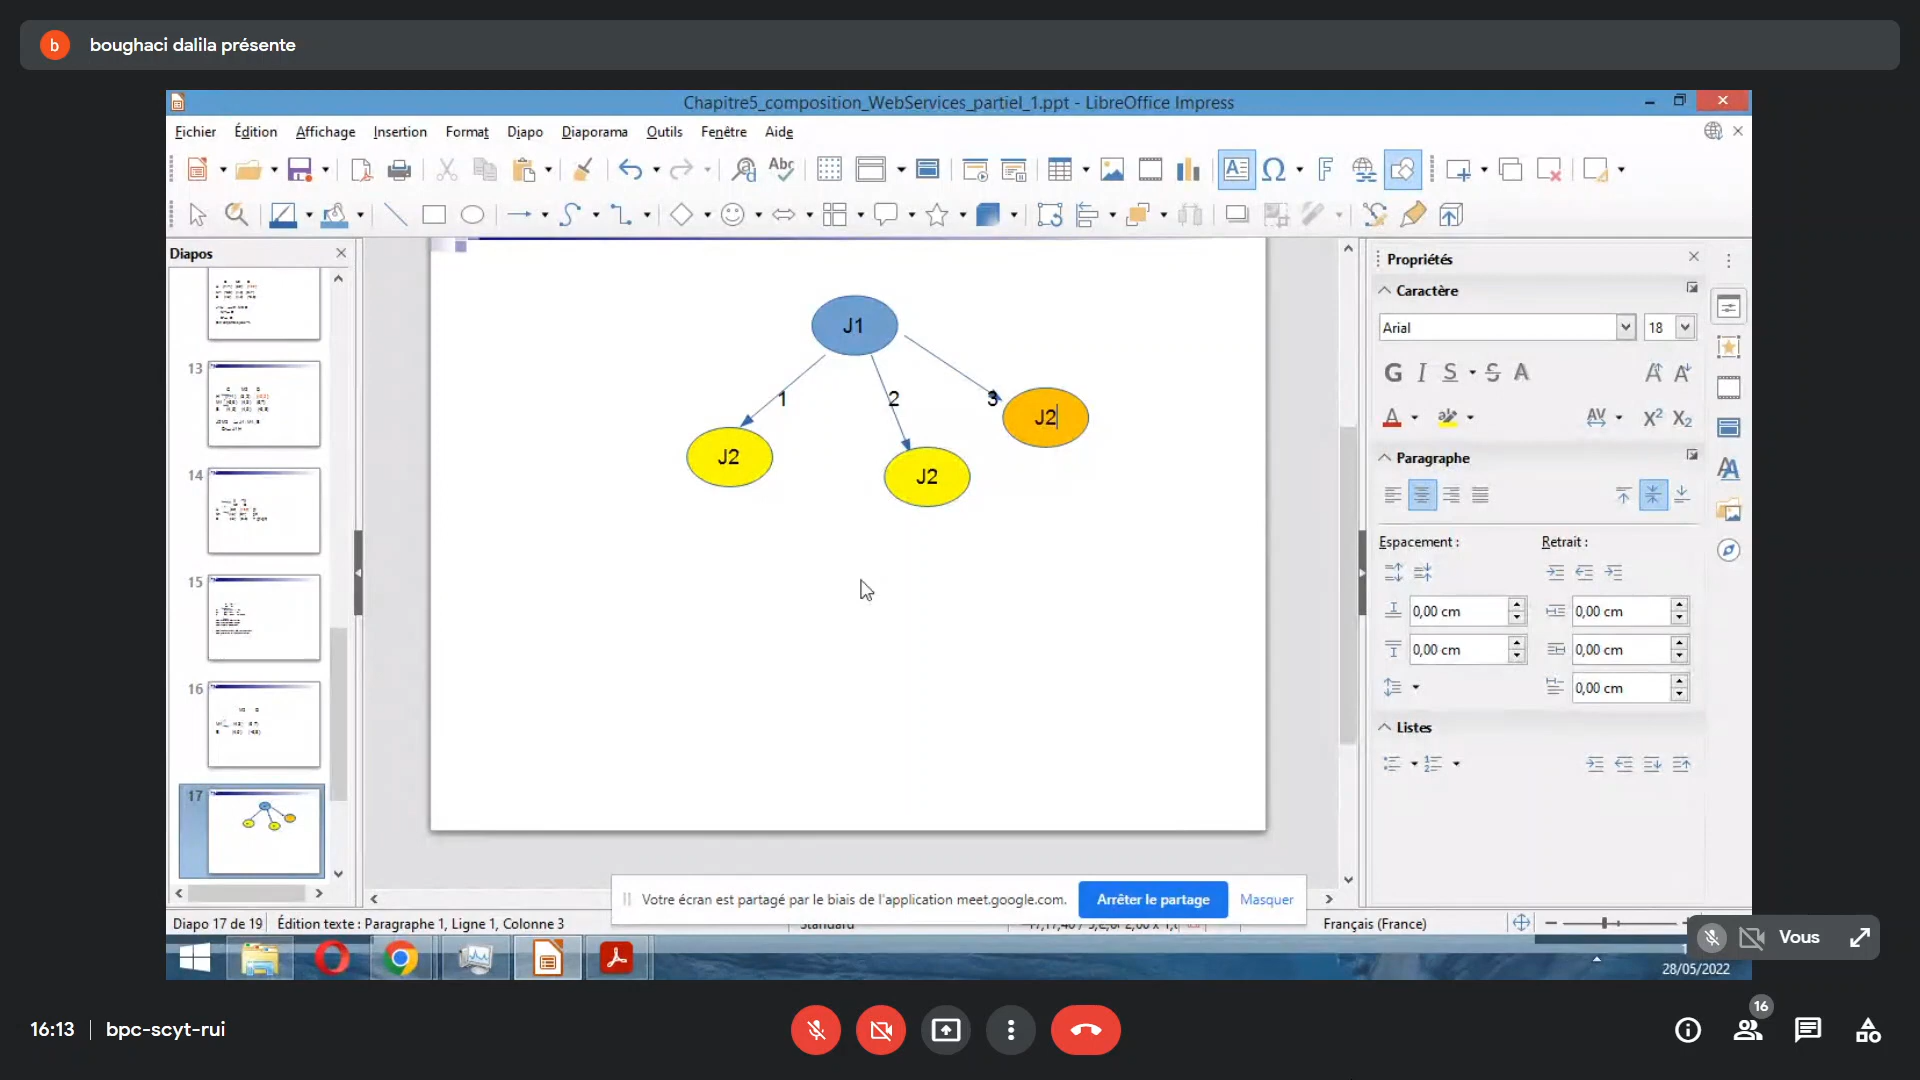 b boughaci dalila présente
Chapitre5_composition_WebServices_partiel_1.ppt - LibreOffice Impress
Fichier Édition Affichage Insertion Format Diapo Diaporama Outils Fenêtre Aide
Diapos
13
14
15
16
17
J1
1 2 3
J2
J2
J2
Propriétés
Caractère
Arial 18
G I S S A
Paragraphe
Espacement : Retrait :
0,00 cm 0,00 cm
0,00 cm 0,00 cm
0,00 cm
Listes
Votre écran est partagé par le biais de l'application meet.google.com. Arrêter le partage Masquer
Diapo 17 de 19 Édition texte : Paragraphe 1, Ligne 1, Colonne 3 Standard Français (France)
Vous
28/05/2022
16:13 bpc-scyt-rui
16